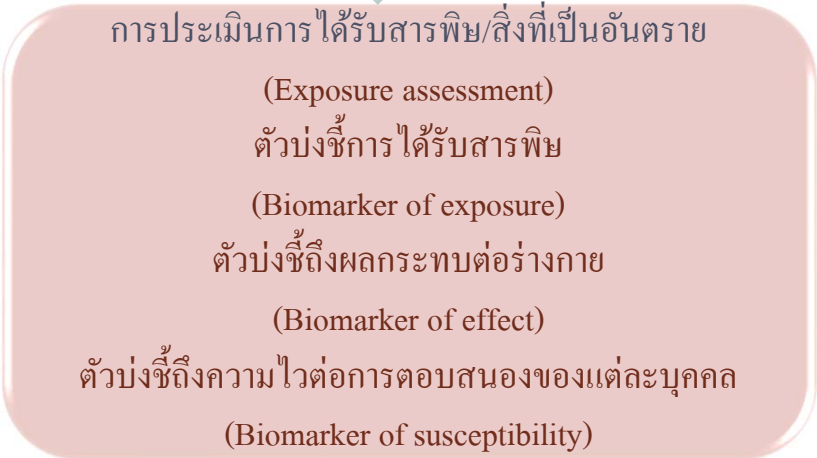 การประเมินการได้รับสารพิษ/สิ่งที่เป็นอันตราย
(Exposure assessment)
ตัวบ่งชี้การได้รับสารพิษ
(Biomarker of exposure)
ตัวบ่งชี้ถึงผลกระทบต่อร่างกาย
(Biomarker of effect)
ตัวบ่งชี้ถึงความไวต่อการตอบสนองของแต่ละบุคคล
(Biomarker of susceptibility)